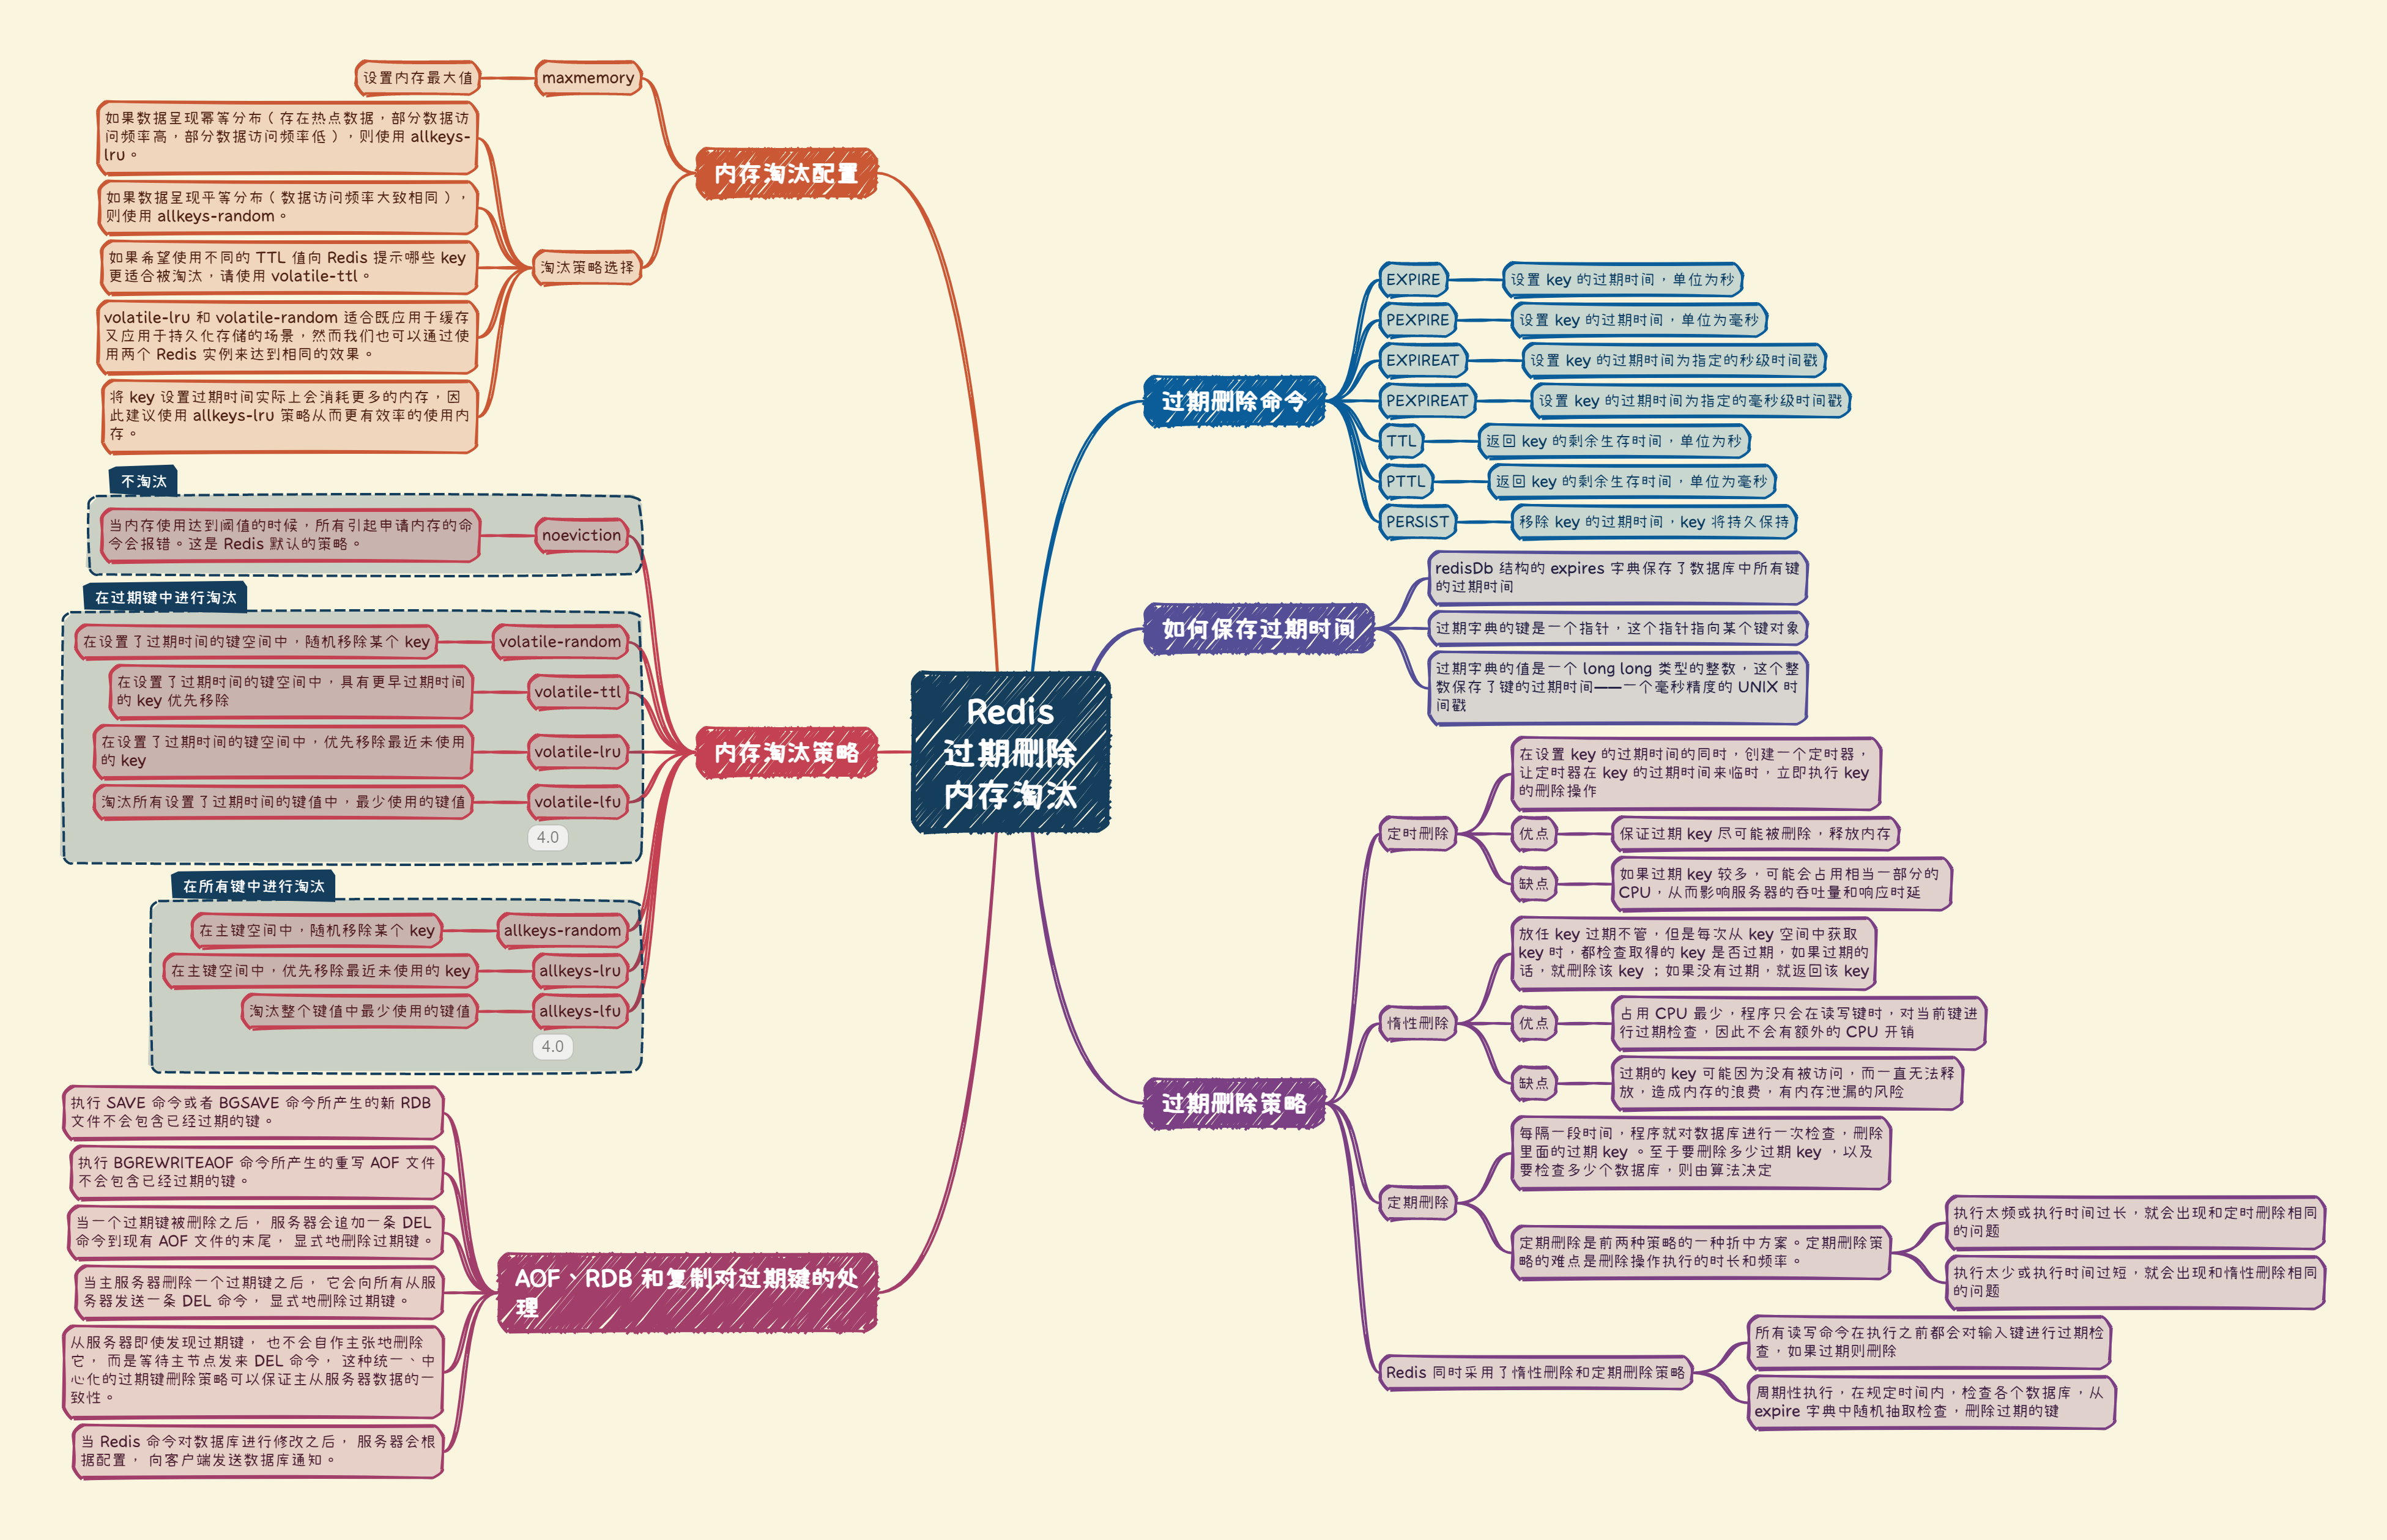 Redis
过期删除
内存淘汰
过期删除命令
EXPIRE
设置 key 的过期时间，单位为秒
PEXPIRE
设置 key 的过期时间，单位为毫秒
EXPIREAT
设置 key 的过期时间为指定的秒级时间戳
PEXPIREAT
设置 key 的过期时间为指定的毫秒级时间戳
TTL
返回 key 的剩余生存时间，单位为秒
PTTL
返回 key 的剩余生存时间，单位为毫秒
PERSIST
移除 key 的过期时间，key 将持久保持
如何保存过期时间
redisDb 结构的 expires 字典保存了数据库中所有键
的过期时间
过期字典的键是一个指针，这个指针指向某个键对象
过期字典的值是一个 long long 类型的整数，这个整
数保存了键的过期时间——一个毫秒精度的 UNIX 时
间戳
过期删除策略
定时删除
在设置 key 的过期时间的同时，创建一个定时器，
让定时器在 key 的过期时间来临时，立即执行 key
的删除操作
优点
保证过期 key 尽可能被删除，释放内存
缺点
如果过期 key 较多，可能会占用相当一部分的
CPU，从而影响服务器的吞吐量和响应时延
惰性删除
放任 key 过期不管，但是每次从 key 空间中获取
key 时，都检查取得的 key 是否过期，如果过期的
话，就删除该 key ；如果没有过期，就返回该 key
优点
占用 CPU 最少，程序只会在读写键时，对当前键进
行过期检查，因此不会有额外的 CPU 开销
缺点
过期的 key 可能因为没有被访问，而一直无法释
放，造成内存的浪费，有内存泄漏的风险
定期删除
每隔一段时间，程序就对数据库进行一次检查，删除
里面的过期 key 。至于要删除多少过期 key ，以及
要检查多少个数据库，则由算法决定
定期删除是前两种策略的一种折中方案。定期删除策
略的难点是删除操作执行的时长和频率。
执行太频或执行时间过长，就会出现和定时删除相同
的问题
执行太少或执行时间过短，就会出现和惰性删除相同
的问题
Redis 同时采用了惰性删除和定期删除策略
所有读写命令在执行之前都会对输入键进行过期检
查，如果过期则删除
周期性执行，在规定时间内，检查各个数据库，从
expire 字典中随机抽取检查，删除过期的键
内存淘汰配置
maxmemory
设置内存最大值
淘汰策略选择
如果数据呈现幂等分布（存在热点数据，部分数据访
问频率高，部分数据访问频率低），则使用 allkeys-
lru。
如果数据呈现平等分布（数据访问频率大致相同），
则使用 allkeys-random。
如果希望使用不同的 TTL 值向 Redis 提示哪些 key
更适合被淘汰，请使用 volatile-ttl。
volatile-lru 和 volatile-random 适合既应用于缓存
又应用于持久化存储的场景，然而我们也可以通过使
用两个 Redis 实例来达到相同的效果。
将 key 设置过期时间实际上会消耗更多的内存，因
此建议使用 allkeys-lru 策略从而更有效率的使用内
存。
内存淘汰策略
不淘汰
noeviction
当内存使用达到阈值的时候，所有引起申请内存的命
令会报错。这是 Redis 默认的策略。
在过期键中进行淘汰
volatile-random
在设置了过期时间的键空间中，随机移除某个 key
volatile-ttl
在设置了过期时间的键空间中，具有更早过期时间
的 key 优先移除
volatile-lru
在设置了过期时间的键空间中，优先移除最近未使用
的 key
volatile-lfu
淘汰所有设置了过期时间的键值中，最少使用的键值
4.0
在所有键中进行淘汰
allkeys-random
在主键空间中，随机移除某个 key
allkeys-lru
在主键空间中，优先移除最近未使用的 key
allkeys-lfu
淘汰整个键值中最少使用的键值
4.0
AOF、RDB 和复制对过期键的处
理
执行 SAVE 命令或者 BGSAVE 命令所产生的新 RDB
文件不会包含已经过期的键。
执行 BGREWRITEAOF 命令所产生的重写 AOF 文件
不会包含已经过期的键。
当一个过期键被删除之后， 服务器会追加一条 DEL
命令到现有 AOF 文件的末尾， 显式地删除过期键。
当主服务器删除一个过期键之后， 它会向所有从服
务器发送一条 DEL 命令， 显式地删除过期键。
从服务器即使发现过期键， 也不会自作主张地删除
它， 而是等待主节点发来 DEL 命令， 这种统一、中
心化的过期键删除策略可以保证主从服务器数据的一
致性。
当 Redis 命令对数据库进行修改之后， 服务器会根
据配置， 向客户端发送数据库通知。